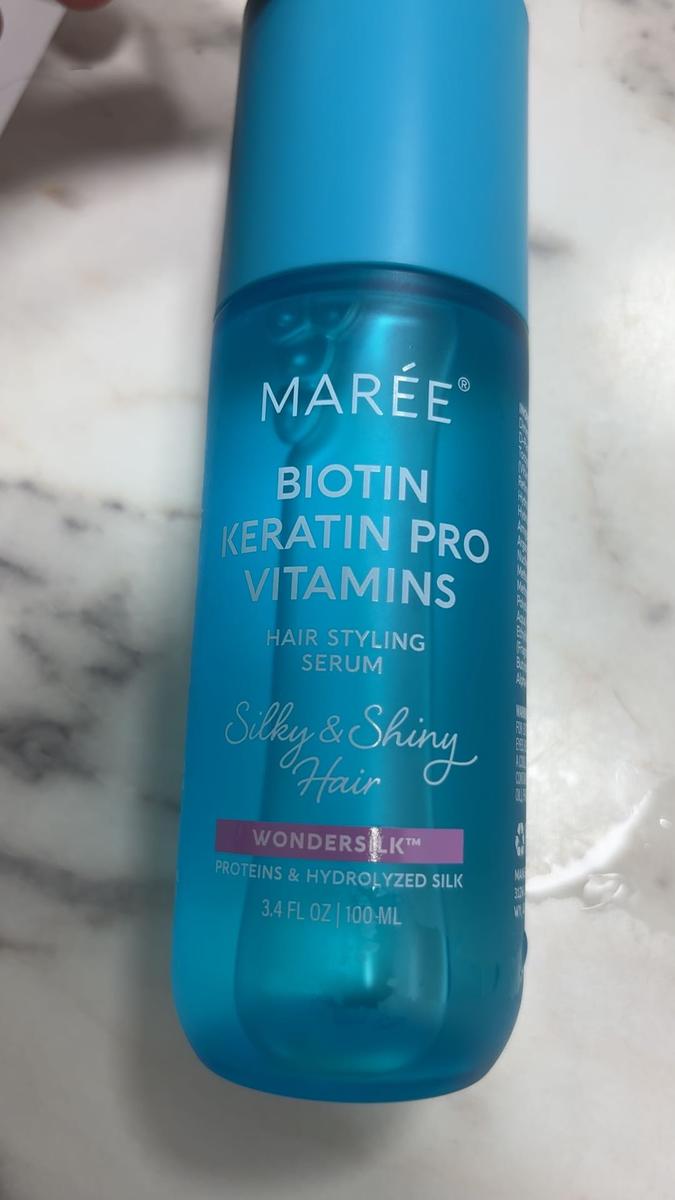 MARÉE®
BIOTIN
KERATIN PRO
VITAMINS
HAIR STYLING
SERUM
Silky & Shiny
Hair
WONDERSILK™
PROTEINS & HYDROLYZED SILK
3.4 FL OZ | 100 ML